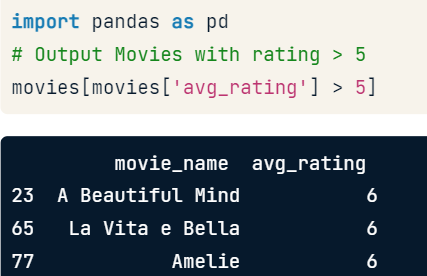 import pandas as pd
# Output Movies with rating > 5
movies[movies['avg_rating'] > 5]
movie_name avg_rating
23 A Beautiful Mind 6
65 La Vita e Bella 6
77 Amelie 6